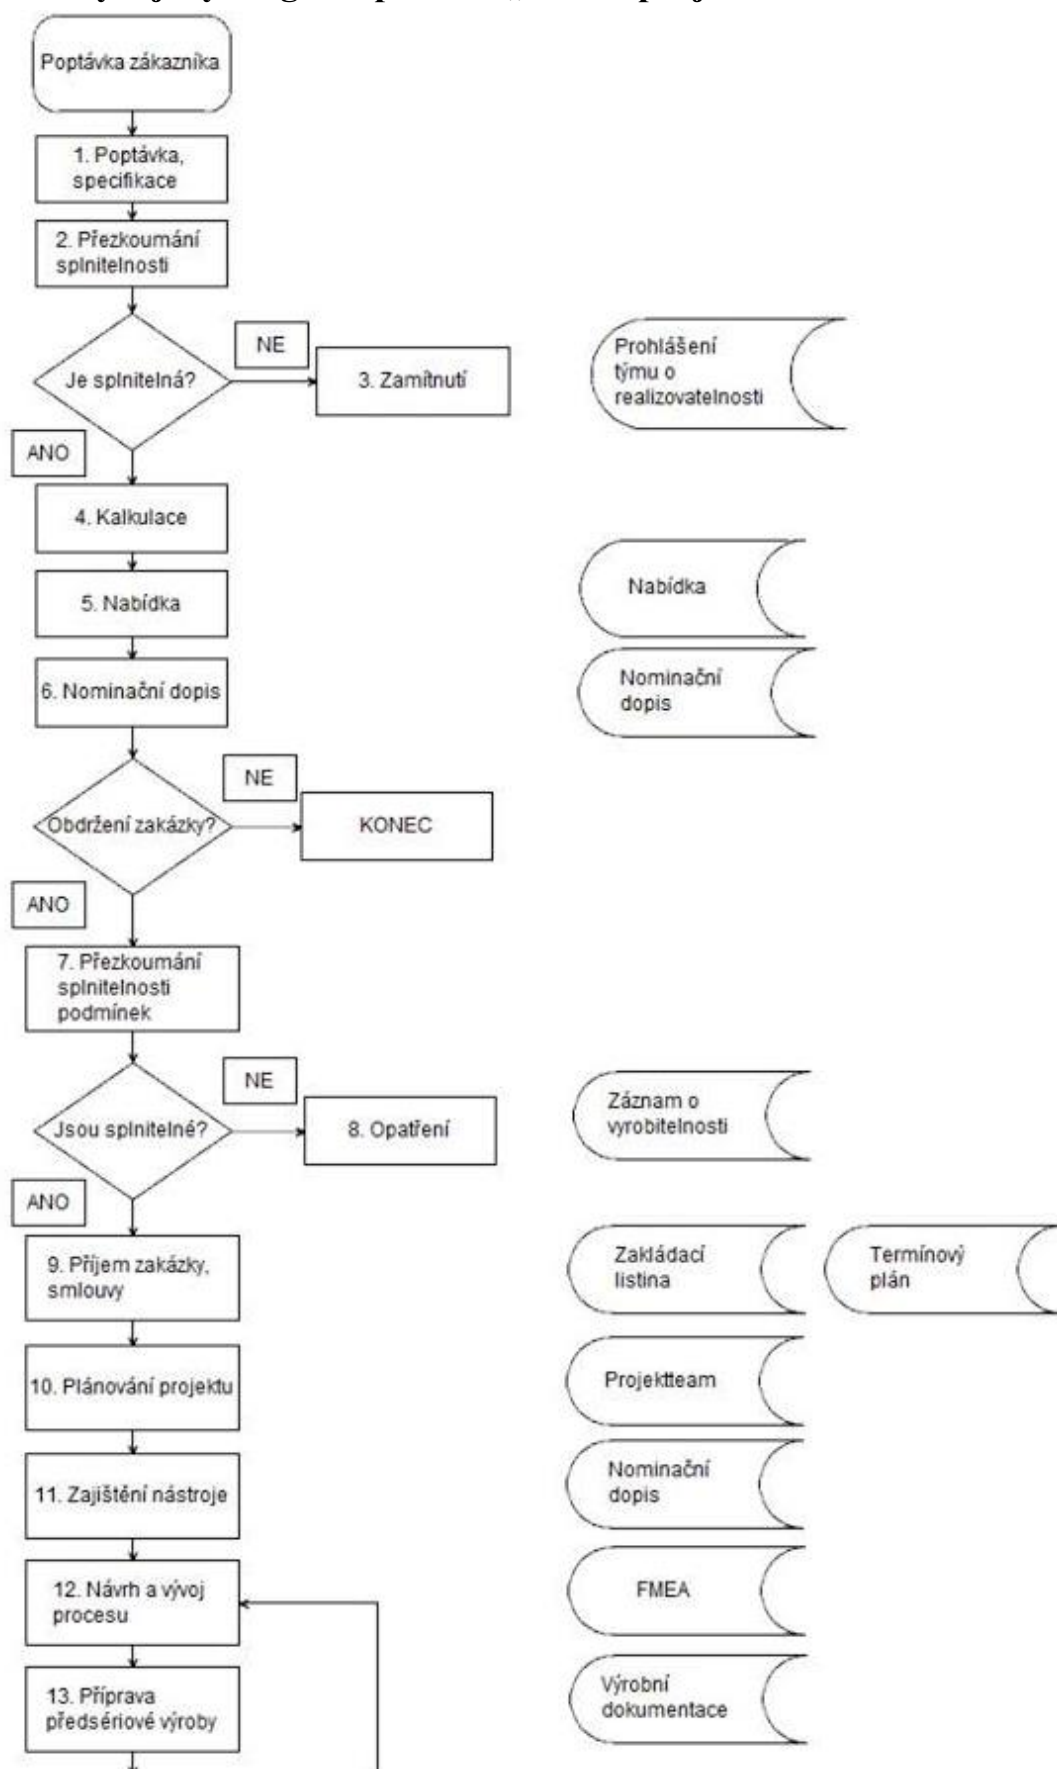 Poptávka zákazníka
1. Poptávka,
specifikace
2. Přezkoumání
splnitelnosti
Je splnitelná?
NE
3. Zamítnutí
Prohlášení
týmu o
realizovatelnosti
ANO
4. Kalkulace
5. Nabídka
Nabídka
6. Nominační dopis
Nominační
dopis
Obdržení zakázky?
NE
KONEC
ANO
7. Přezkoumání
splnitelnosti
podmínek
Jsou splnitelné?
NE
8. Opatření
Záznam o
vyrobitelnosti
ANO
9. Příjem zakázky,
smlouvy
Zakládací
listina
Termínový
plán
10. Plánování projektu
Projektteam
11. Zajištění nástroje
Nominační
dopis
12. Návrh a vývoj
procesu
FMEA
13. Příprava
předsériové výroby
Výrobní
dokumentace